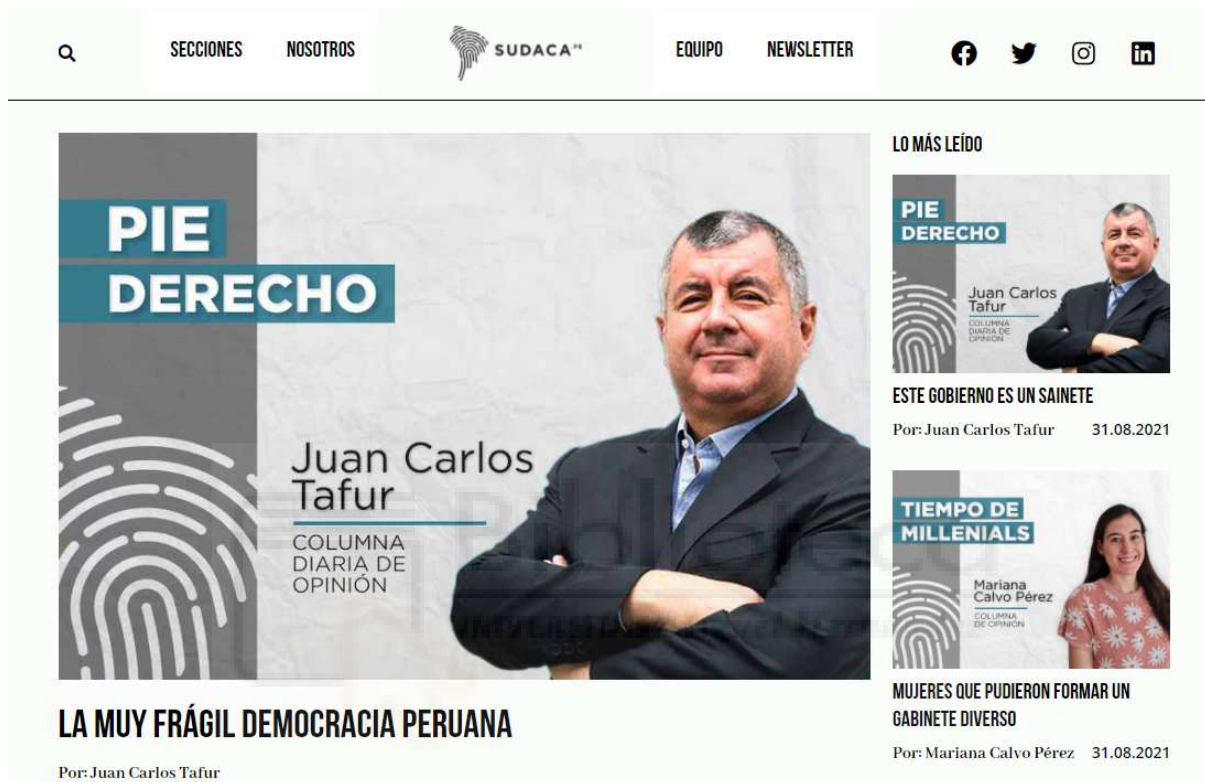 SECCIONES NOSOTROS SUDACA.PE EQUIPO NEWSLETTER
PIE
DERECHO
Juan Carlos
Tafur
COLUMNA
DIARIA DE
OPINIÓN
LA MUY FRÁGIL DEMOCRACIA PERUANA
Por: Juan Carlos Tafur
LO MÁS LEÍDO
PIE
DERECHO
Juan Carlos
Tafur
COLUMNA
DIARIA DE
OPINIÓN
ESTE GOBIERNO ES UN SAINETE
Por: Juan Carlos Tafur 31.08.2021
TIEMPO DE
MILLENIALS
Mariana
Calvo Pérez
COLUMNA
DE OPINIÓN
MUJERES QUE PUDIERON FORMAR UN
GABINETE DIVERSO
Por: Mariana Calvo Pérez 31.08.2021
Biblioteca